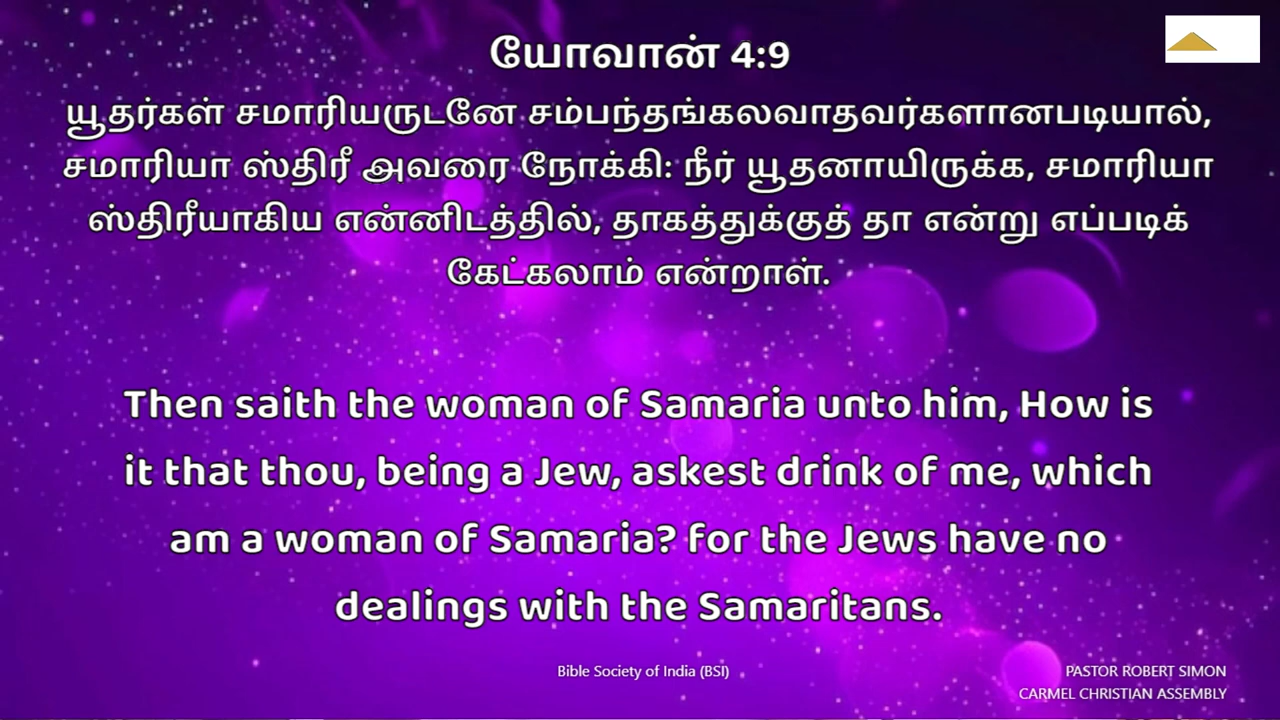 யோவான் 4:9
யூதர்கள் சமாரியருடனே சம்பந்தங்கலவாதவர்களானபடியால்,
சமாரியா ஸ்திரீ அவரை நோக்கி: நீர் யூதனாயிருக்க, சமாரியா
ஸ்திரீயாகிய என்னிடத்தில், தாகத்துக்குத் தா என்று எப்படிக்
கேட்கலாம் என்றாள்.
Then saith the woman of Samaria unto him, How is
it that thou, being a Jew, askest drink of me, which
am a woman of Samaria? for the Jews have no
dealings with the Samaritans.
Bible Society of India (BSI)
PASTOR ROBERT SIMON
CARMEL CHRISTIAN ASSEMBLY